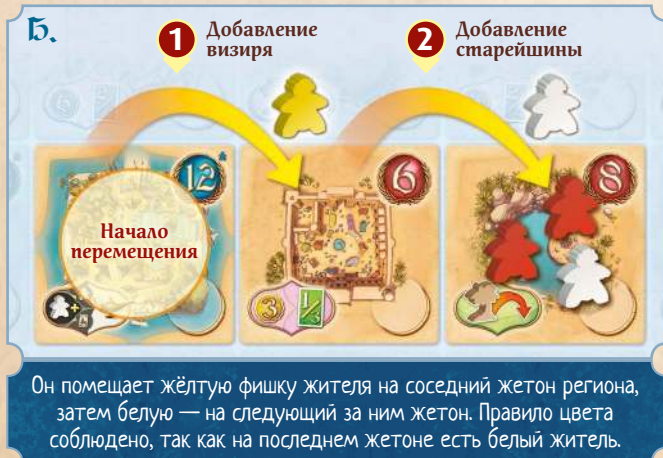 Б.
1 Добавление
визиря
2 Добавление
старейшины
12
6
8
Начало
перемещения
3 1/3
Он помещает жёлтую фишку жителя на соседний жетон региона,
затем белую — на следующий за ним жетон. Правило цвета
соблюдено, так как на последнем жетоне есть белый житель.